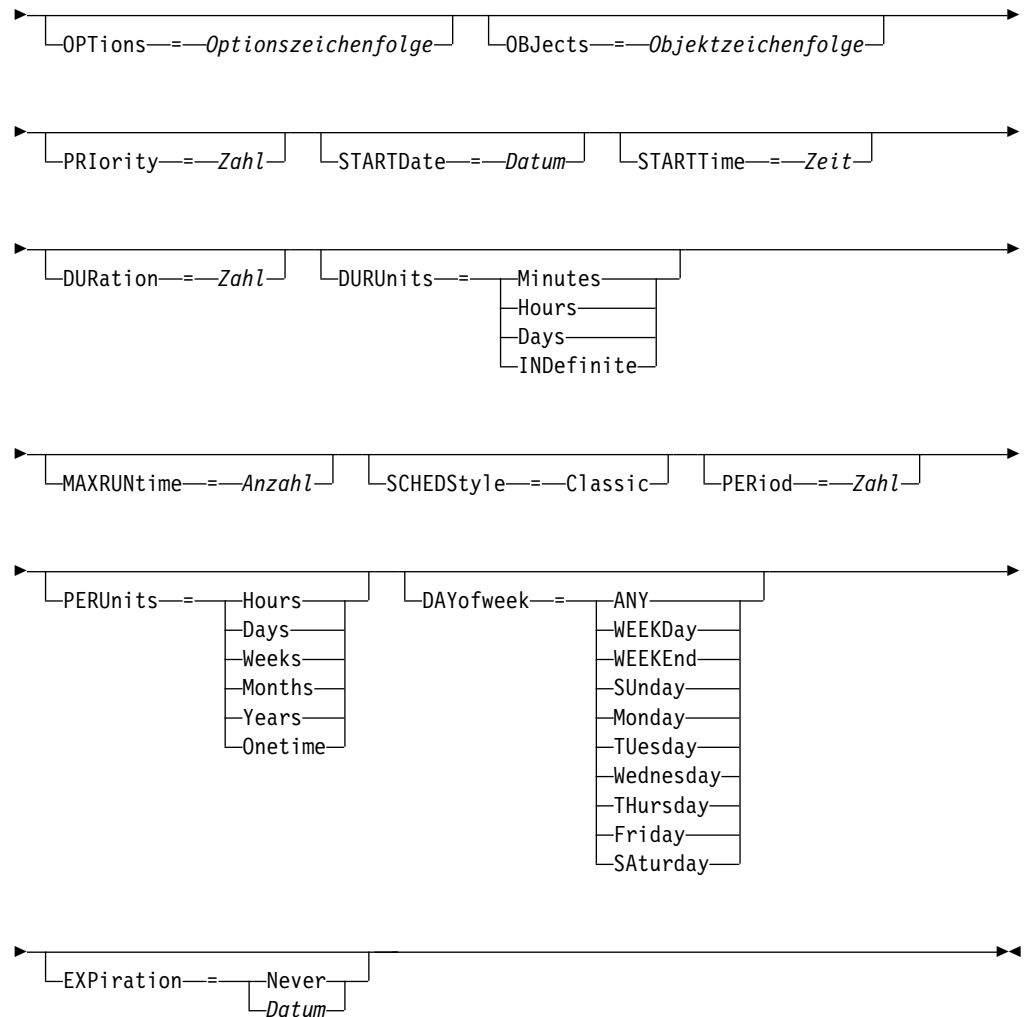 OPTions = Optionszeichenfolge OBJects = Objektzeichenfolge
PRIority = Zahl STARTDate = Datum STARTTime = Zeit
DURation = Zahl DURUnits = Minutes
Hours
Days
INDefinite
MAXRUNtime = Anzahl SCHEDStyle = Classic PERiod = Zahl
PERUnits = Hours DAYofweek = ANY
Days WEEKDay
Weeks WEEKEnd
Months SUnday
Years Monday
Onetime TUesday
Wednesday
THursday
Friday
SAturday
EXPiration = Never
Datum